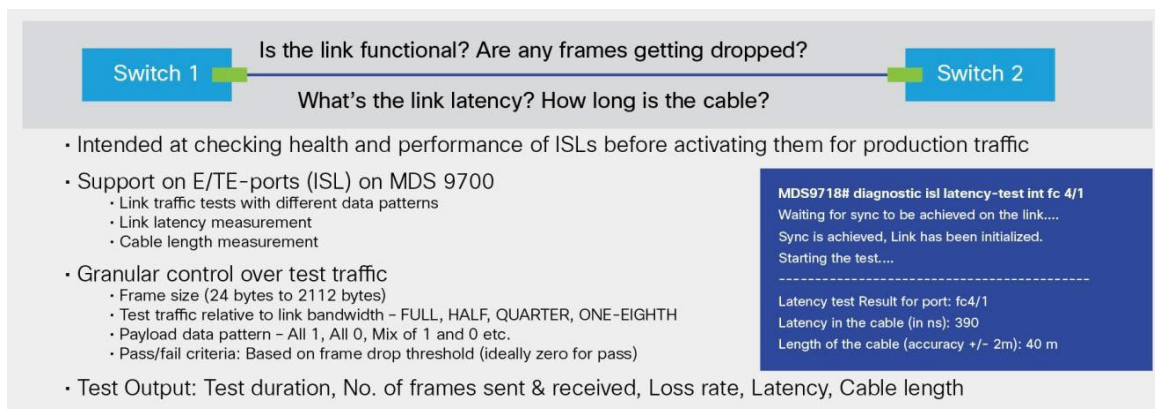 Is the link functional? Are any frames getting dropped?
Switch 1
Switch 2
What's the link latency? How long is the cable?
· Intended at checking health and performance of ISLs before activating them for production traffic
· Support on E/TE-ports (ISL) on MDS 9700
· Link traffic tests with different data patterns
· Link latency measurement
· Cable length measurement
· Granular control over test traffic
· Frame size (24 bytes to 2112 bytes)
· Test traffic relative to link bandwidth – FULL, HALF, QUARTER, ONE-EIGHTH
· Payload data pattern – All 1, All 0, Mix of 1 and 0 etc.
· Pass/fail criteria: Based on frame drop threshold (ideally zero for pass)
MDS9718# diagnostic isl latency-test int fc 4/1
Waiting for sync to be achieved on the link....
Sync is achieved, Link has been initialized.
Starting the test....
-------------------------------------------
Latency test Result for port: fc4/1
Latency in the cable (in ns): 390
Length of the cable (accuracy +/- 2m): 40 m
· Test Output: Test duration, No. of frames sent & received, Loss rate, Latency, Cable length